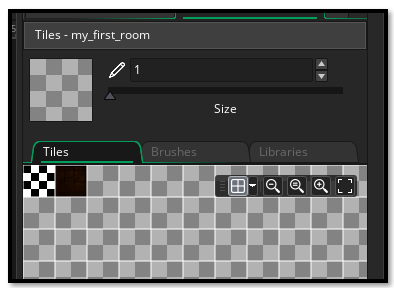 Tiles - my_first_room
1
Size
Tiles
Brushes
Libraries